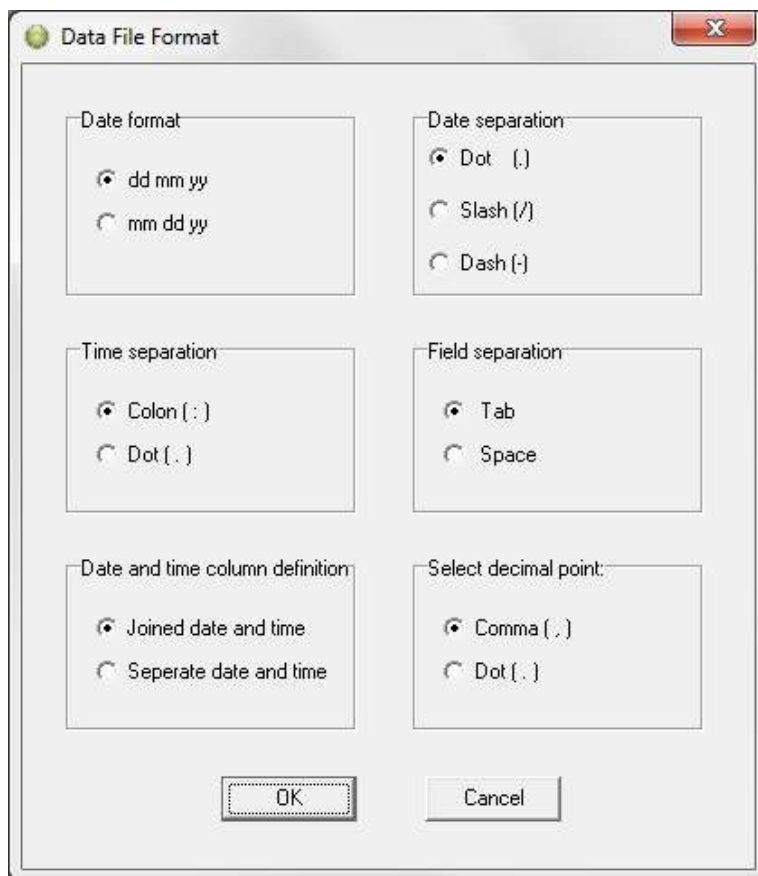 Data File Format
Date format
dd mm yy
mm dd yy
Date separation
Dot (.)
Slash (/)
Dash (-)
Time separation
Colon ( : )
Dot ( . )
Field separation
Tab
Space
Date and time column definition
Joined date and time
Seperate date and time
Select decimal point:
Comma ( , )
Dot ( . )
OK
Cancel